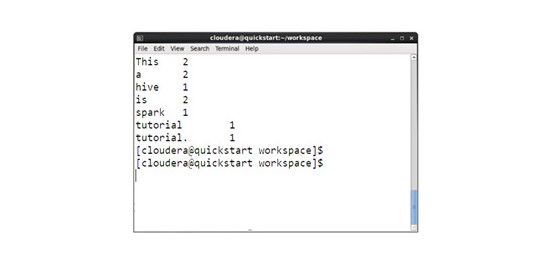 cloudera@quickstart:~/workspace
File Edit View Search Terminal Help
This 2
a 2
hive 1
is 2
spark 1
tutorial 1
tutorial. 1
[cloudera@quickstart workspace]$
[cloudera@quickstart workspace]$